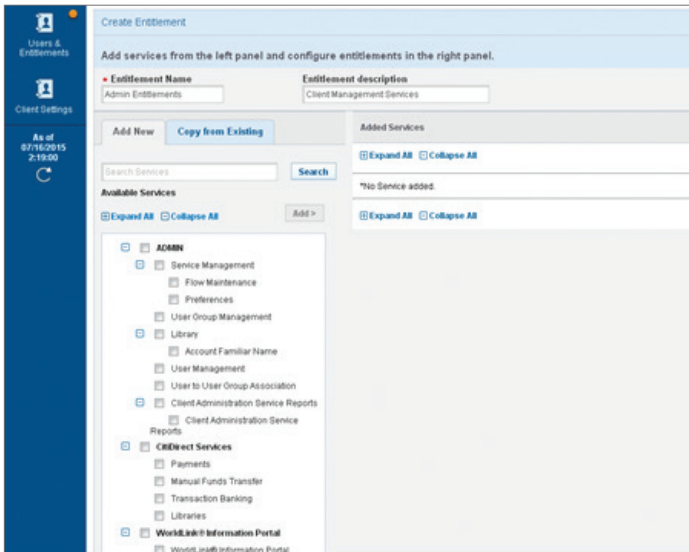 Create Entitlement
Users &
Entitlements
Add services from the left panel and configure entitlements in the right panel.
• Entitlement Name
Entitlement description
Admin Entitlements
Client Management Services
Client Settings
As of
07/16/2015
2:19:00
Add New
Copy from Existing
Added Services
Search Services
Search
Expand All
Collapse All
*No Service added.
Available Services
Expand All
Collapse All
Add >
Expand All
Collapse All
ADMIN
Service Management
Flow Maintenance
Preferences
User Group Management
Library
Account Familiar Name
User Management
User to User Group Association
Client Administration Service Reports
Client Administration Service
Reports
CitiDirect Services
Payments
Manual Funds Transfer
Transaction Banking
Libraries
WorldLink® Information Portal
WorldLink® Information Portal